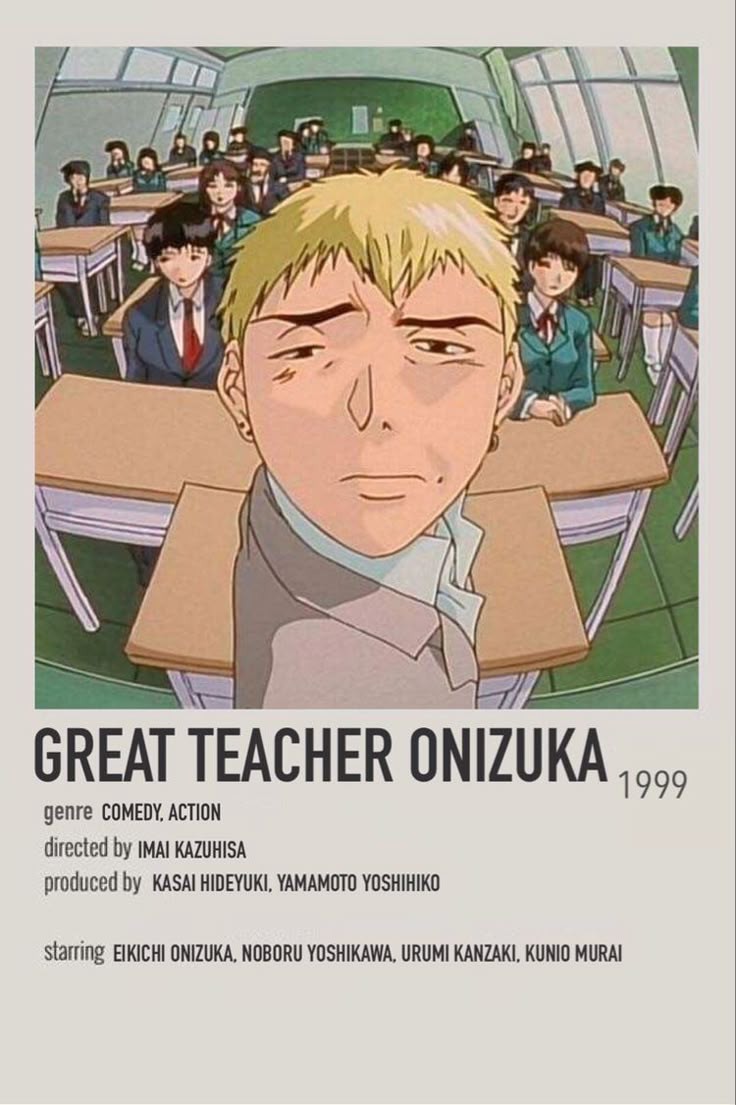 GREAT TEACHER ONIZUKA 1999
genre COMEDY, ACTION
directed by IMAI KAZUHISA
produced by KASAI HIDEYUKI, YAMAMOTO YOSHIHIKO
starring EIKICHI ONIZUKA, NOBORU YOSHIKAWA, URUMI KANZAKI, KUNIO MURAI